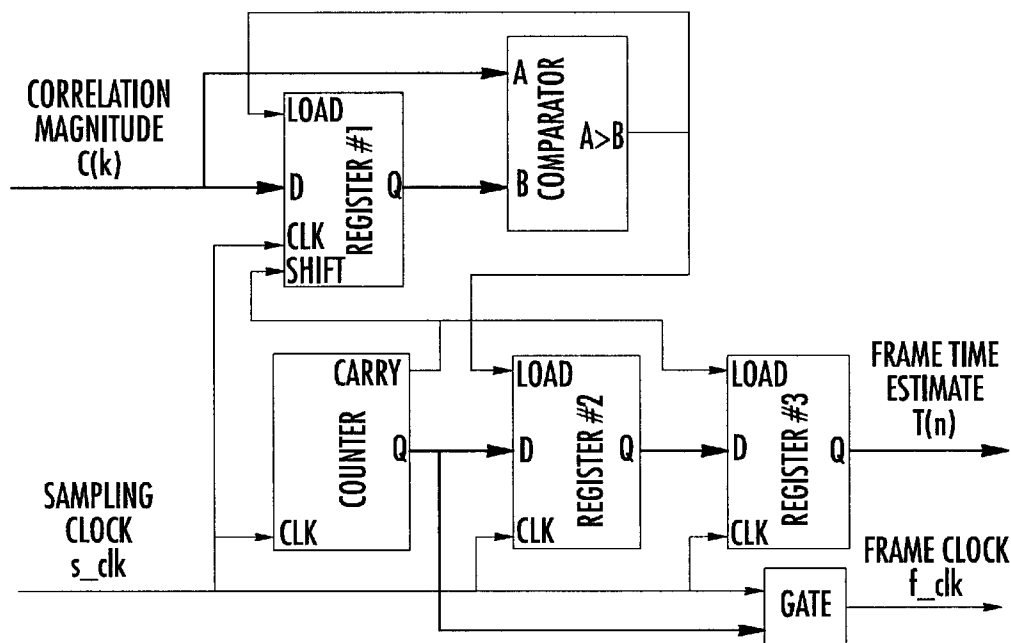 CORRELATION
MAGNITUDE
C(k)
LOAD
D
Q
CLK
SHIFT
REGISTER #1
A
B
A>B
COMPARATOR
CARRY
Q
CLK
COUNTER
LOAD
D
Q
CLK
REGISTER #2
LOAD
D
Q
CLK
REGISTER #3
FRAME TIME
ESTIMATE
T(n)
SAMPLING
CLOCK
s_clk
GATE
FRAME CLOCK
f_clk